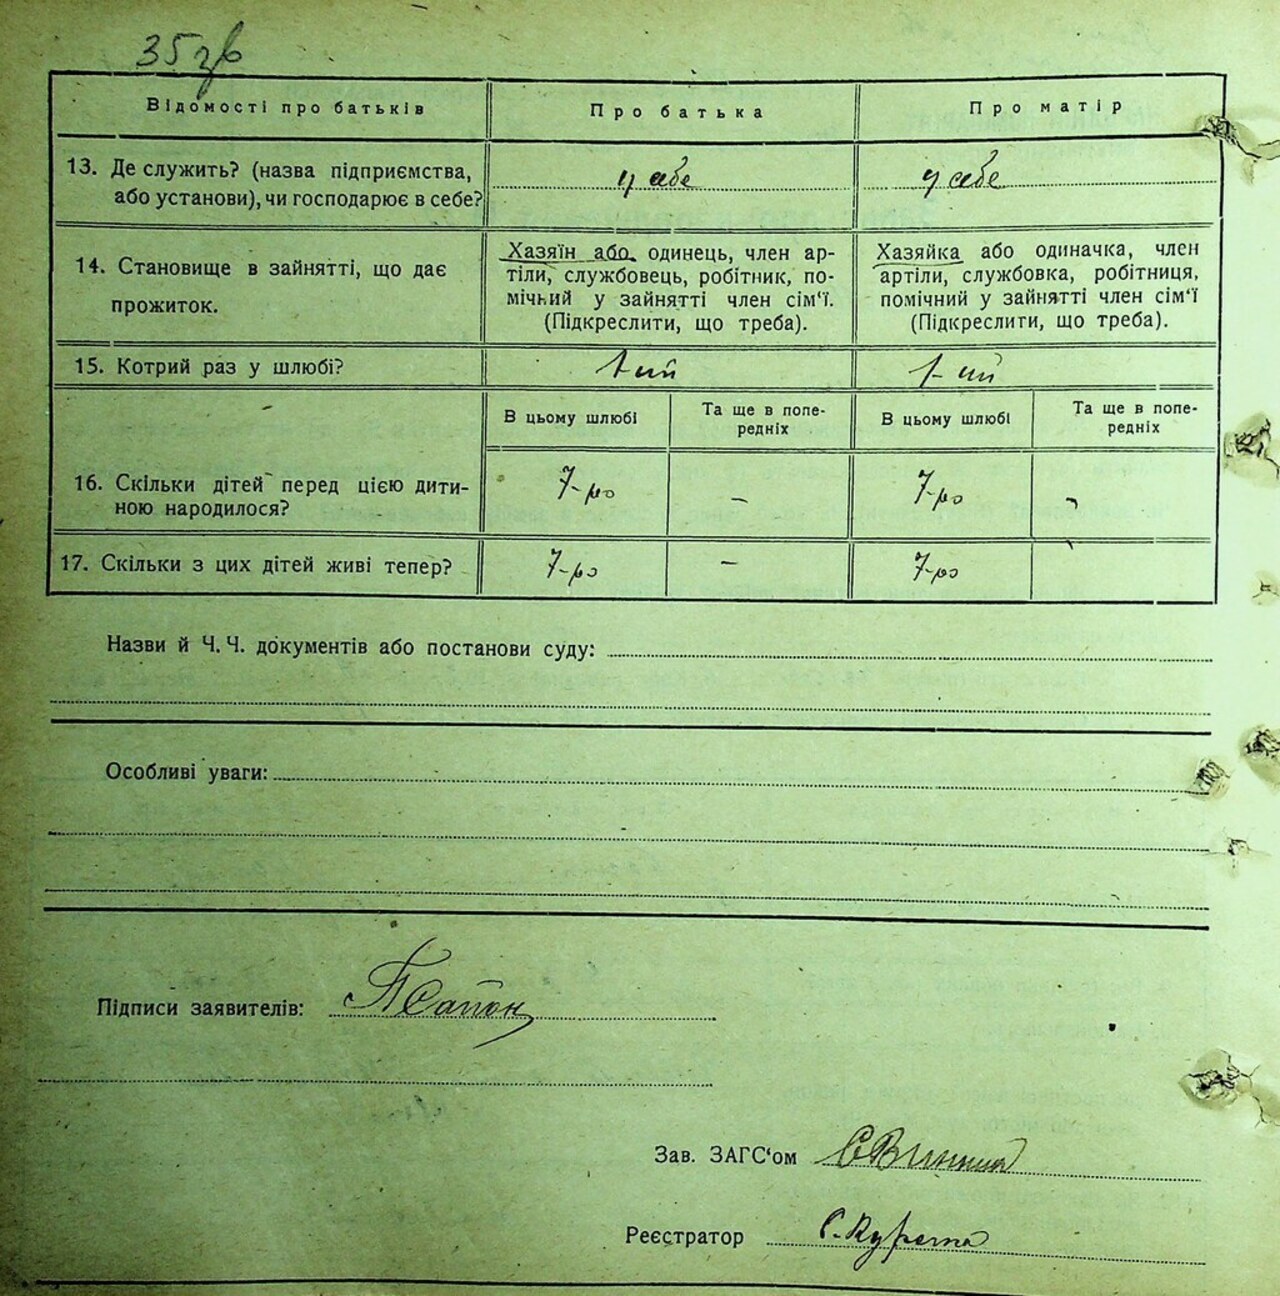 35 зв
Відомості про батьків
Про батька
Про матір
13. Де служить? (назва підприємства,
або установи), чи господарює в себе?
у себе
у себе
14. Становище в зайнятті, що дає
прожиток.
Хазяїн або одинець, член ар-
тіли, службовець, робітник, по-
мічний у зайнятті член сім‘ї.
(Підкреслити, що треба).
Хазяйка або одиначка, член
артіли, службовка, робітниця,
помічний у зайнятті член сім‘ї
(Підкреслити, що треба).
15. Котрий раз у шлюбі?
1-ий
1-ий
В цьому шлюбі
Та ще в попе-
редніх
В цьому шлюбі
Та ще в попе-
редніх
16. Скільки дітей перед цією дити-
ною народилося?
7-ро
-
7-ро
17. Скільки з цих дітей живі тепер?
7-ро
-
7-ро
Назви й Ч. Ч. документів або постанови суду:
Особливі уваги:
Підписи заявителів:
Зав. ЗАГС‘ом
Реєстратор